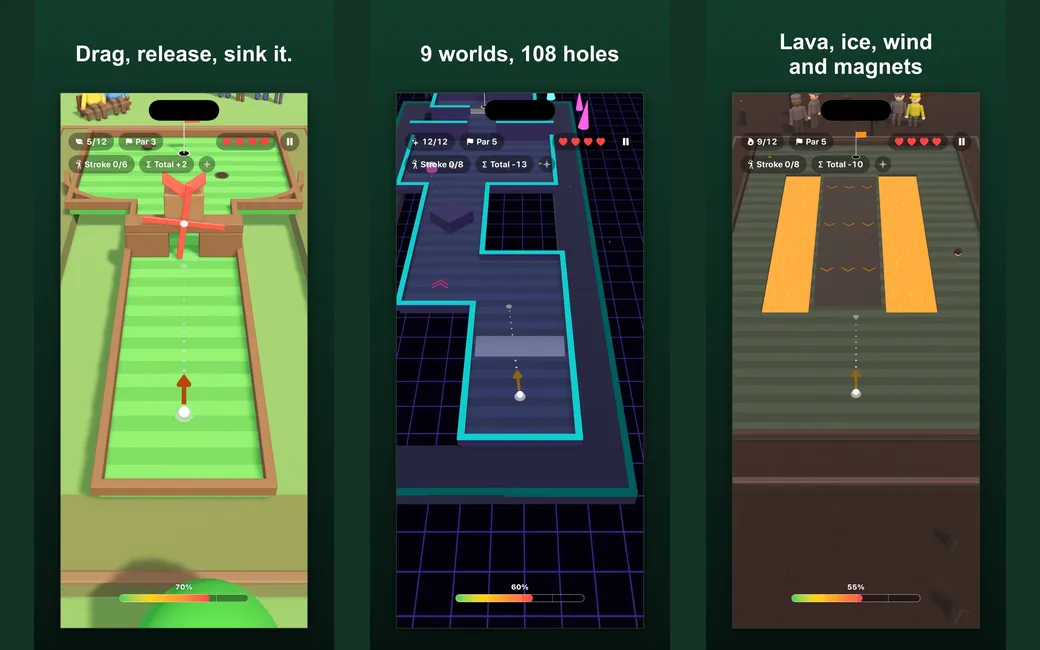 Drag, release, sink it.
5/12
Par 3
Stroke 0/6
Σ Total +2
+
70%
9 worlds, 108 holes
12/12
Par 5
Stroke 0/8
Σ Total -13
+
60%
Lava, ice, wind
and magnets
9/12
Par 5
Stroke 0/8
Σ Total -10
+
55%